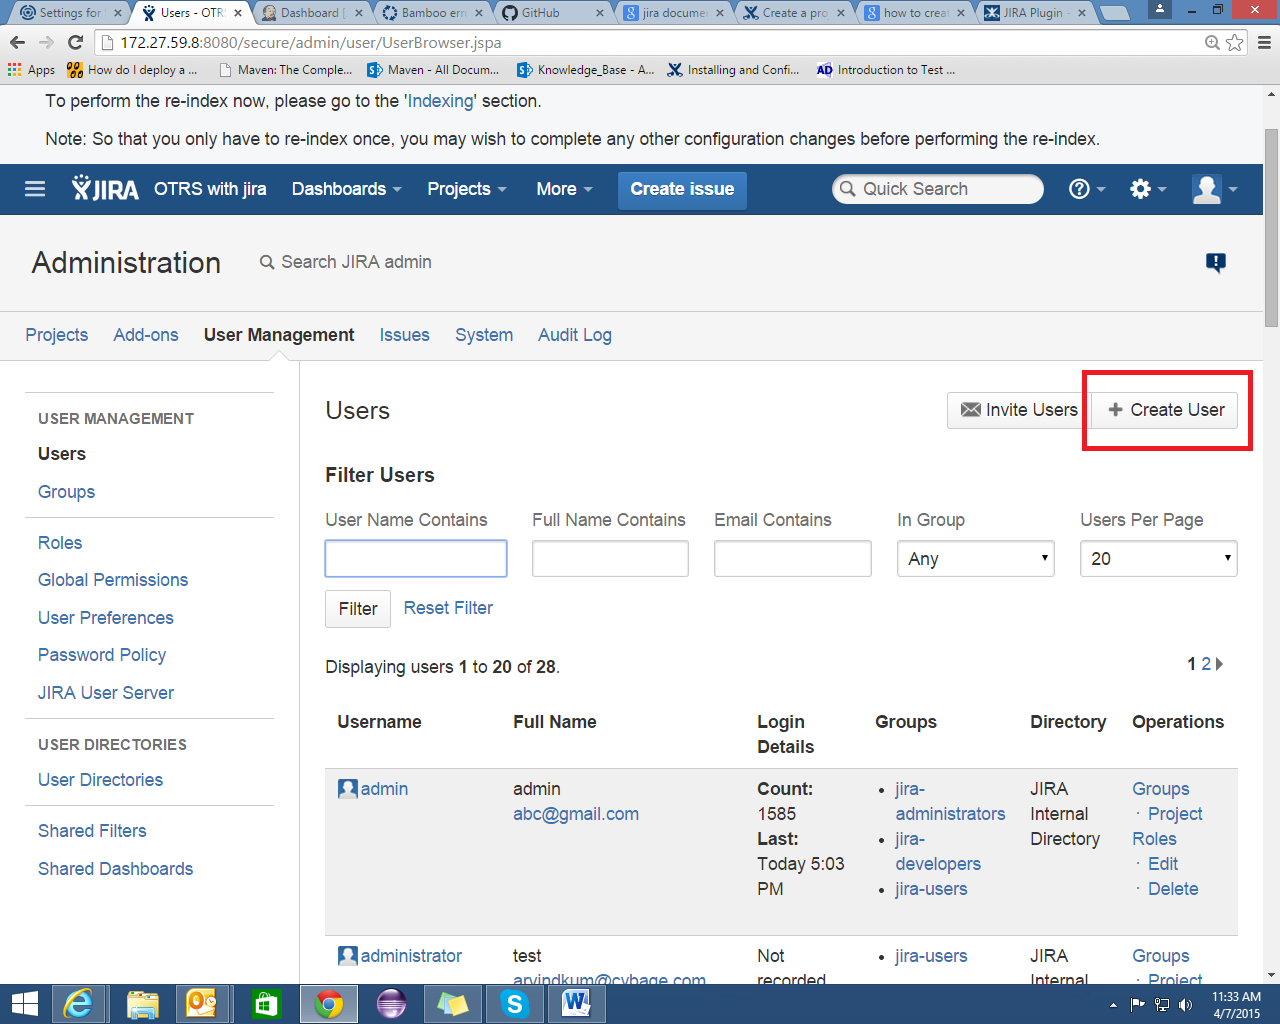 Settings for
Users - OTR
Dashboard [
Bamboo erro
GitHub
jira documen
Create a pro
how to creat
JIRA Plugin -
172.27.59.8:8080/secure/admin/user/UserBrowser.jspa
Apps
How do I deploy a ...
Maven: The Comple...
Maven - All Docum...
Knowledge_Base - A...
Installing and Confi...
AD Introduction to Test ...
To perform the re-index now, please go to the 'Indexing' section.
Note: So that you only have to re-index once, you may wish to complete any other configuration changes before performing the re-index.
JIRA OTRS with jira Dashboards Projects More Create issue Quick Search
Administration
Search JIRA admin
Projects Add-ons User Management Issues System Audit Log
USER MANAGEMENT
Users
Groups
Roles
Global Permissions
User Preferences
Password Policy
JIRA User Server
USER DIRECTORIES
User Directories
Shared Filters
Shared Dashboards
Users
Invite Users
Create User
Filter Users
User Name Contains
Full Name Contains
Email Contains
In Group
Users Per Page
Any
20
Filter
Reset Filter
Displaying users 1 to 20 of 28.
1 2
Username
Full Name
Login
Details
Groups
Directory
Operations
admin
admin
abc@gmail.com
Count:
1585
Last:
Today 5:03
PM
jira-
administrators
jira-
developers
jira-users
JIRA
Internal
Directory
Groups
· Project
Roles
· Edit
· Delete
administrator
test
arvindkum@cybage.com
Not
recorded
jira-users
JIRA
Internal
Groups
· Project
11:33 AM
4/7/2015